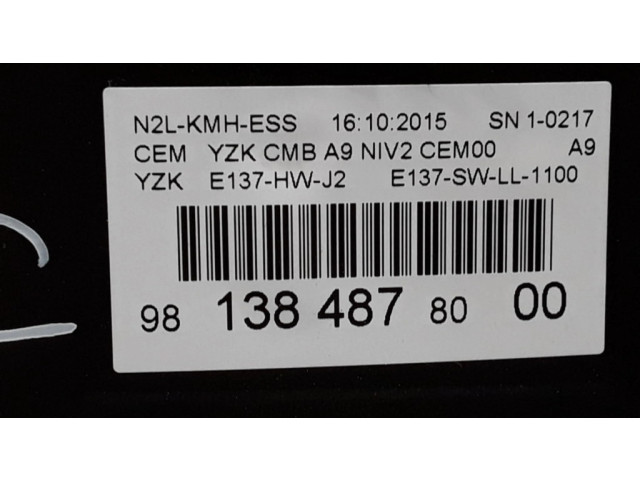 N2L-KMH-ESS 16:10:2015 SN 1-0217
CEM YZK CMB A9 NIV2 CEM00 A9
YZK E137-HW-J2 E137-SW-LL-1100
98 138 487 80 00